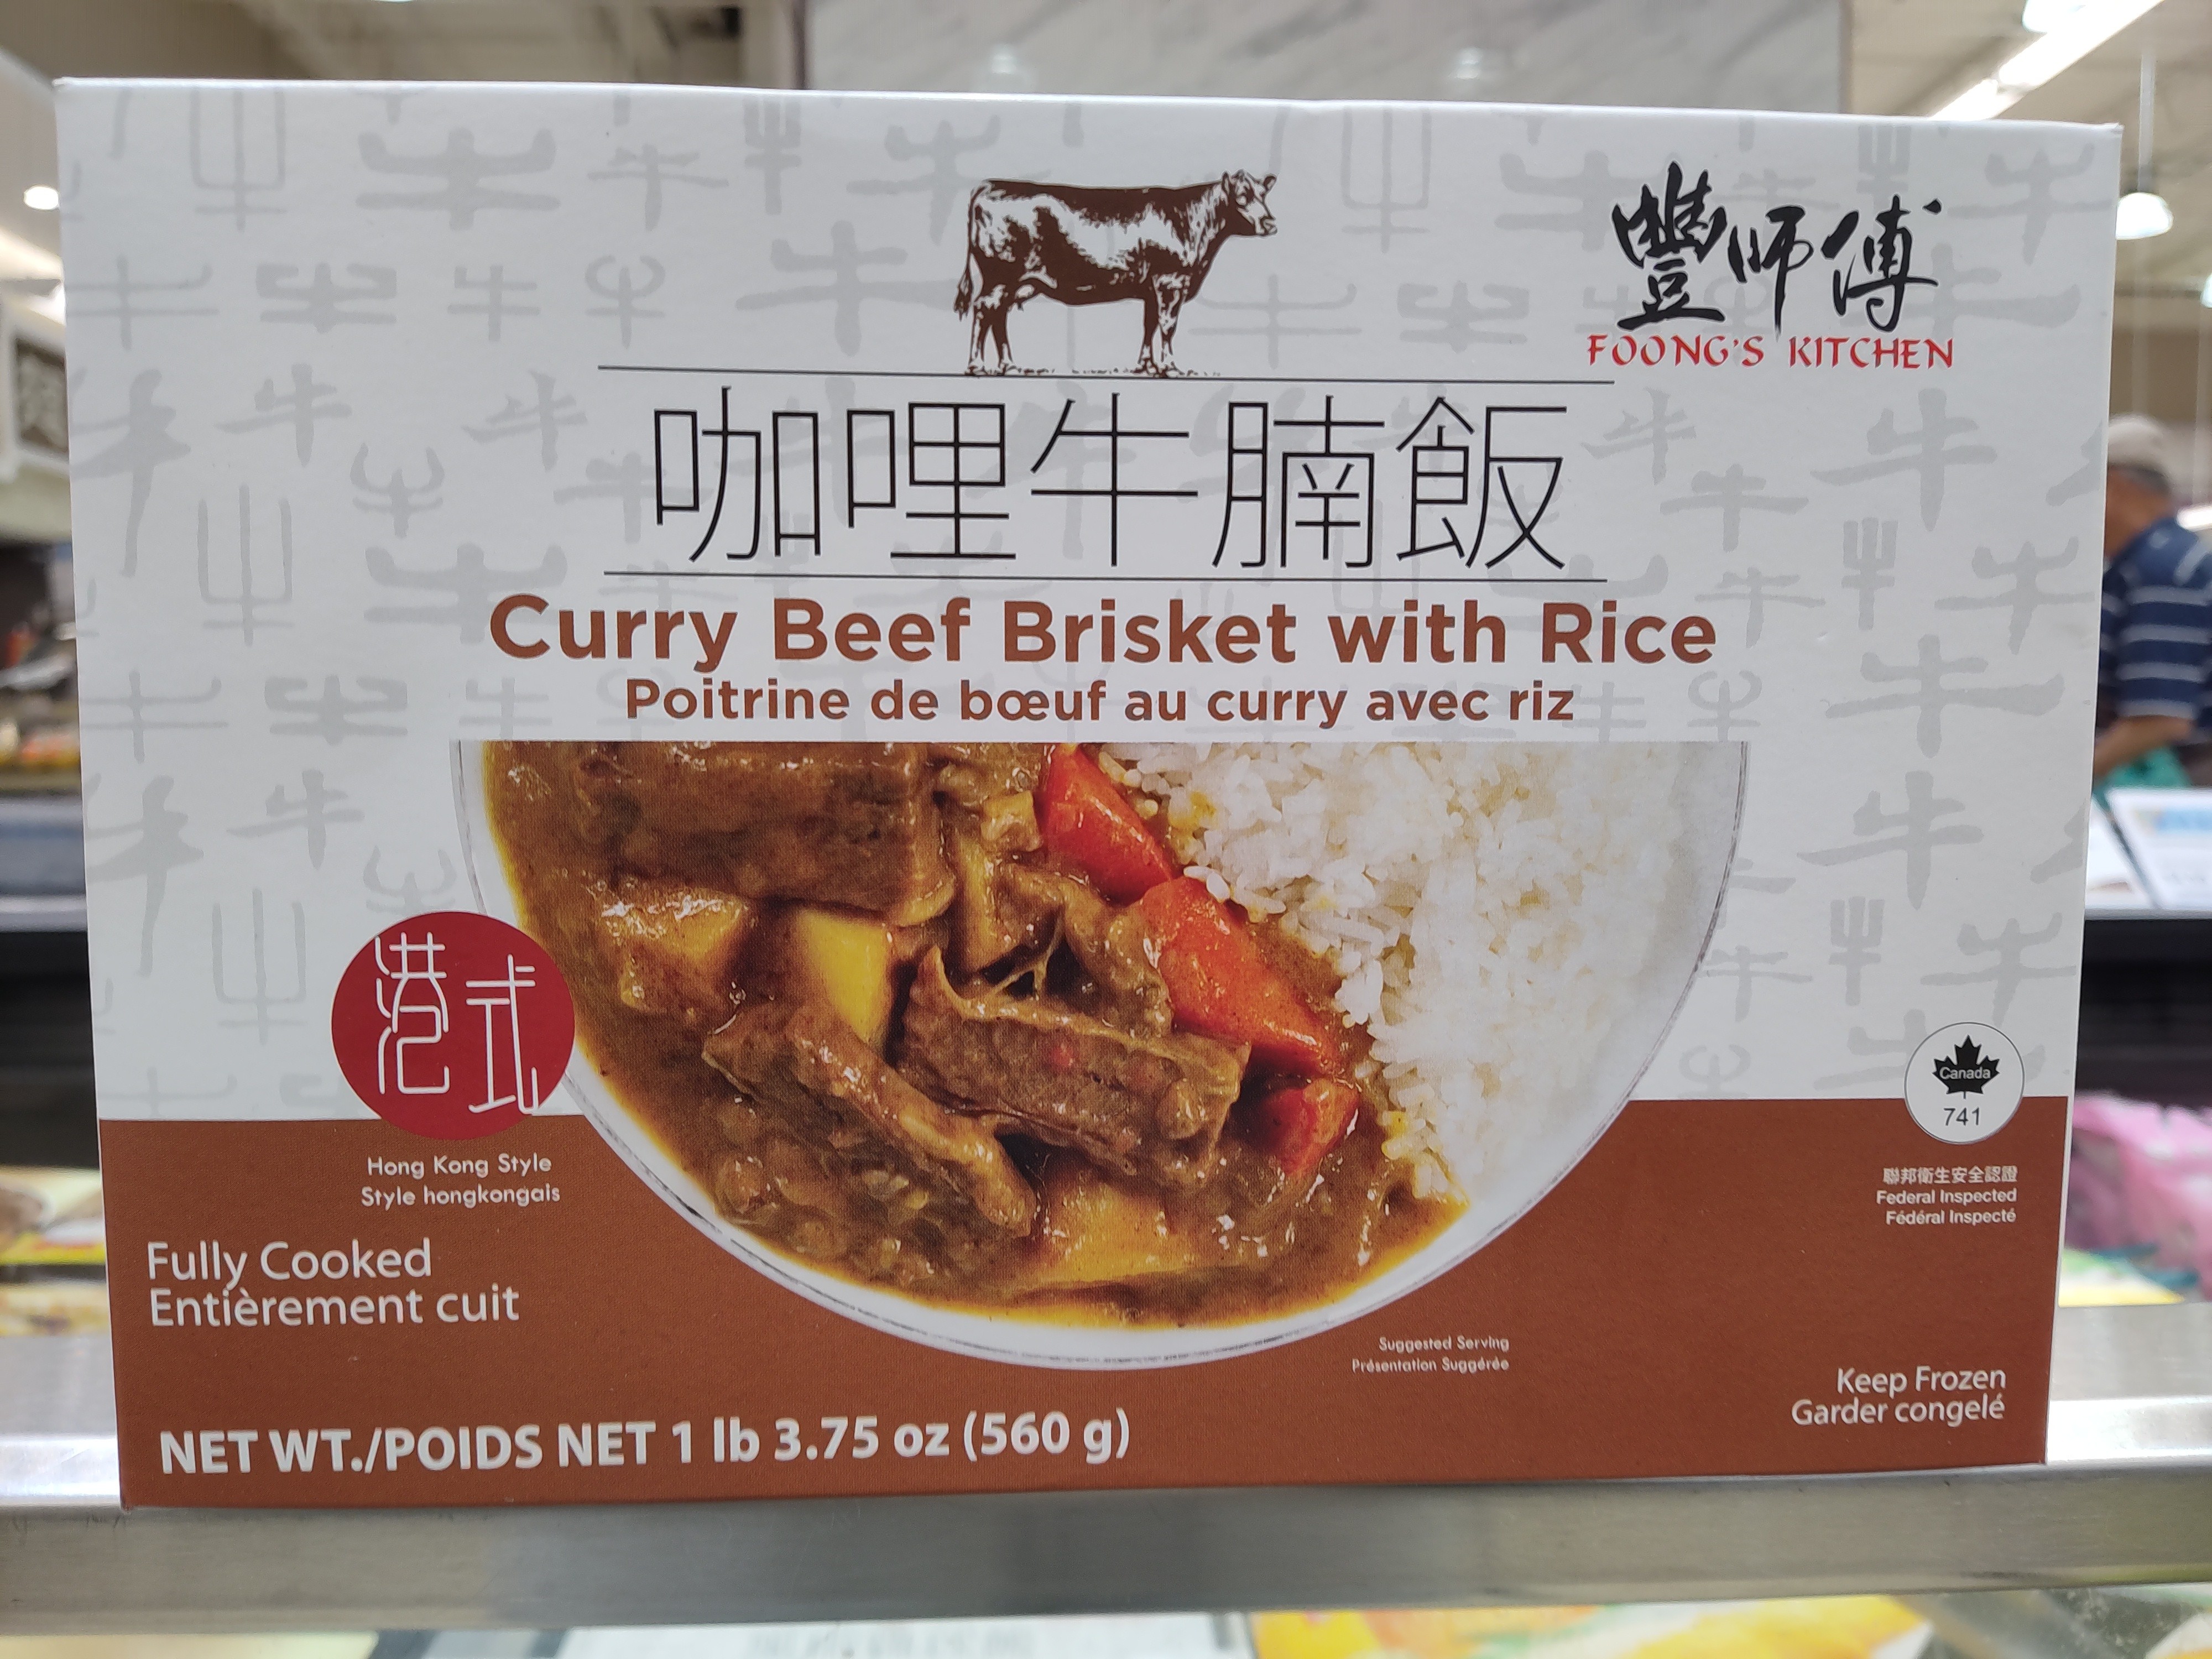 豐師傅
FOONG'S KITCHEN
咖哩牛腩飯
Curry Beef Brisket with Rice
Poitrine de bœuf au curry avec riz
港式
Hong Kong Style
Style hongkongais
Fully Cooked
Entièrement cuit
NET WT./POIDS NET 1 lb 3.75 oz (560 g)
Suggested Serving
Présentation Suggérée
Canada
741
聯邦衛生安全認證
Federal Inspected
Fédéral Inspecté
Keep Frozen
Garder congelé